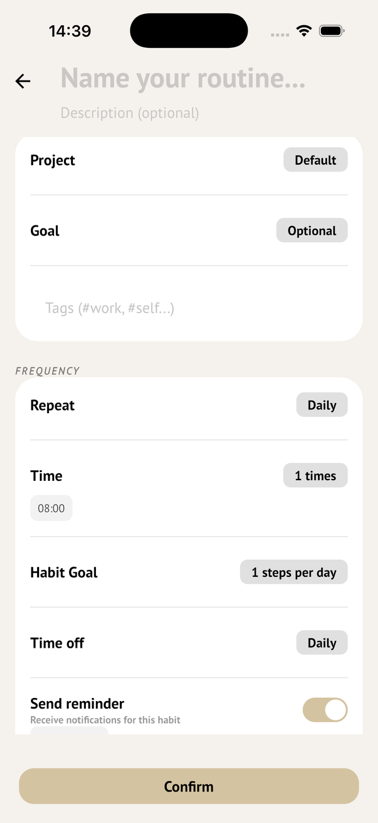 14:39
Name your routine...
Description (optional)
Project
Default
Goal
Optional
Tags (#work, #self...)
FREQUENCY
Repeat
Daily
Time
1 times
08:00
Habit Goal
1 steps per day
Time off
Daily
Send reminder
Receive notifications for this habit
Confirm